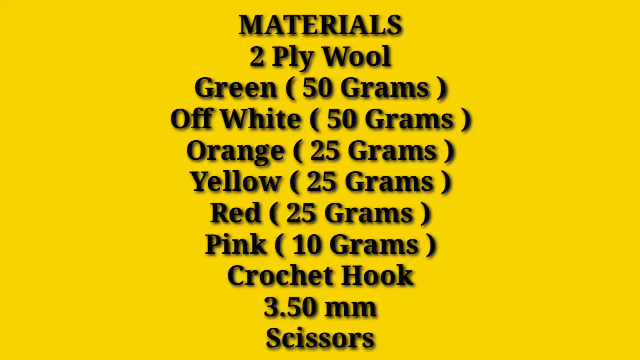 MATERIALS
2 Ply Wool
Green ( 50 Grams )
Off White ( 50 Grams )
Orange ( 25 Grams )
Yellow ( 25 Grams )
Red ( 25 Grams )
Pink ( 10 Grams )
Crochet Hook
3.50 mm
Scissors